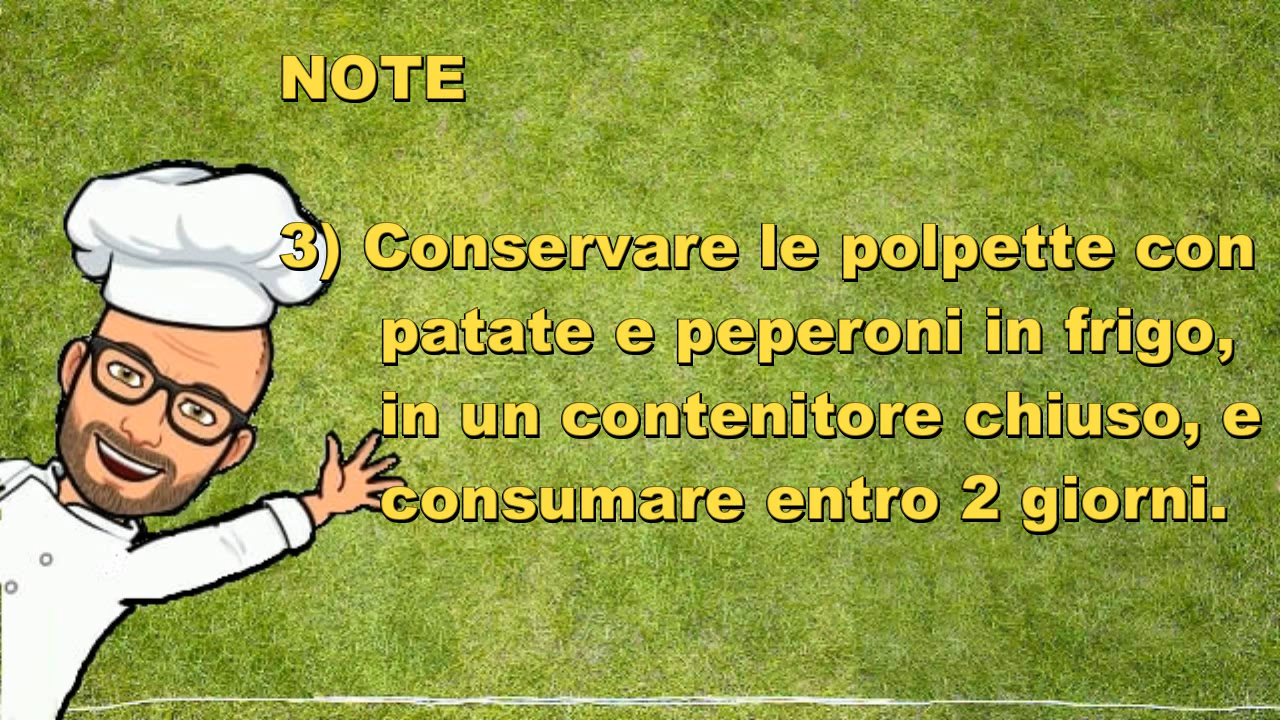 NOTE
3) Conservare le polpette con
patate e peperoni in frigo,
in un contenitore chiuso, e
consumare entro 2 giorni.